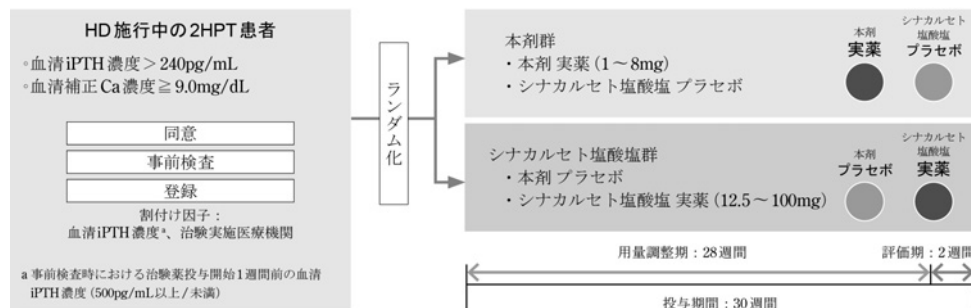 HD施行中の2HPT患者
◦血清iPTH濃度＞240pg/mL
◦血清補正Ca濃度≧9.0mg/dL
同意
事前検査
登録
割付け因子：
血清iPTH濃度ª、治験実施医療機関
a 事前検査時における治験薬投与開始1週間前の血清
iPTH濃度（500pg/mL以上/未満）
ランダム化
本剤群
・本剤 実薬（1～8mg）
・シナカルセト塩酸塩 プラセボ
本剤
実薬
シナカルセト
塩酸塩
プラセボ
シナカルセト塩酸塩群
・本剤 プラセボ
・シナカルセト塩酸塩 実薬（12.5～100mg）
本剤
プラセボ
シナカルセト
塩酸塩
実薬
用量調整期：28週間
評価期：2週間
投与期間：30週間